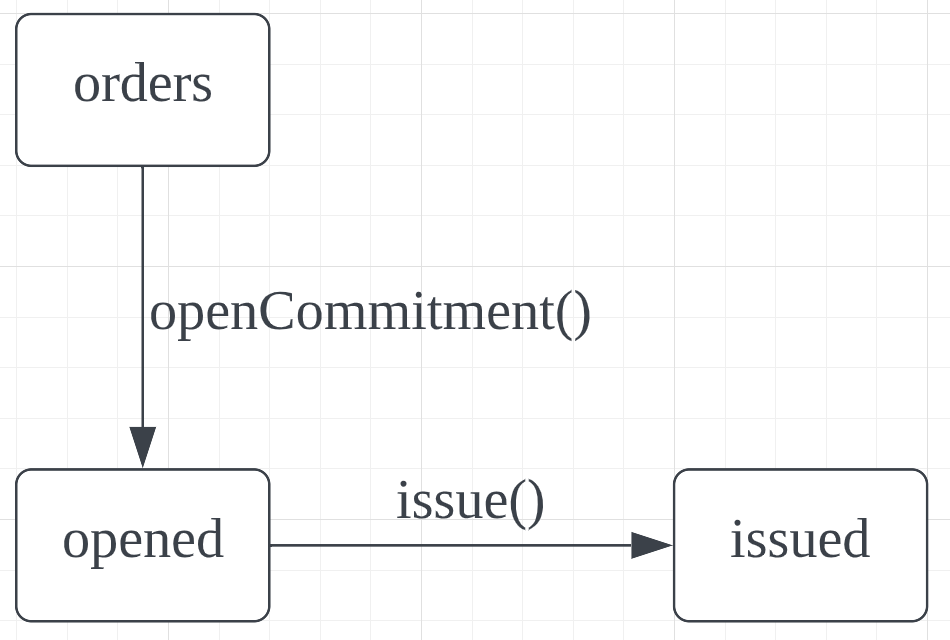 orders
openCommitment()
issue()
opened
issued